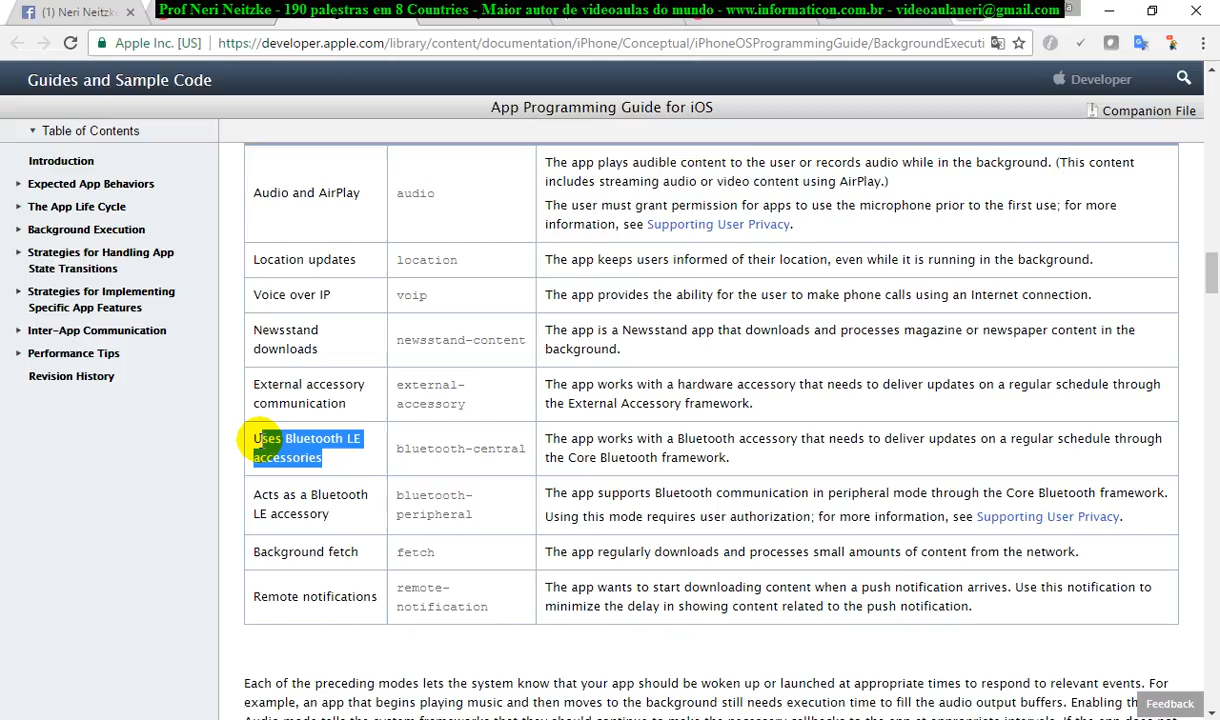 (1) Neri Neitzk
Prof Neri Neitzke - 190 palestras em 8 Countries - Maior autor de videoaulas do mundo - www.informaticon.com.br - videoaulaneri@gmail.com
Apple Inc. [US] https://developer.apple.com/library/content/documentation/iPhone/Conceptual/iPhoneOSProgrammingGuide/BackgroundExecuti
Guides and Sample Code
Developer
App Programming Guide for iOS
Companion File
Table of Contents
Introduction
Expected App Behaviors
The App Life Cycle
Background Execution
Strategies for Handling App
State Transitions
Strategies for Implementing
Specific App Features
Inter-App Communication
Performance Tips
Revision History
Audio and AirPlay
audio
The app plays audible content to the user or records audio while in the background. (This content
includes streaming audio or video content using AirPlay.)
The user must grant permission for apps to use the microphone prior to the first use; for more
information, see Supporting User Privacy.
Location updates
location
The app keeps users informed of their location, even while it is running in the background.
Voice over IP
voip
The app provides the ability for the user to make phone calls using an Internet connection.
Newsstand
downloads
newsstand-content
The app is a Newsstand app that downloads and processes magazine or newspaper content in the
background.
External accessory
communication
external-
accessory
The app works with a hardware accessory that needs to deliver updates on a regular schedule through
the External Accessory framework.
Uses Bluetooth LE
accessories
bluetooth-central
The app works with a Bluetooth accessory that needs to deliver updates on a regular schedule through
the Core Bluetooth framework.
Acts as a Bluetooth
LE accessory
bluetooth-
peripheral
The app supports Bluetooth communication in peripheral mode through the Core Bluetooth framework.
Using this mode requires user authorization; for more information, see Supporting User Privacy.
Background fetch
fetch
The app regularly downloads and processes small amounts of content from the network.
Remote notifications
remote-
notification
The app wants to start downloading content when a push notification arrives. Use this notification to
minimize the delay in showing content related to the push notification.
Each of the preceding modes lets the system know that your app should be woken up or launched at appropriate times to respond to relevant events. For
example, an app that begins playing music and then moves to the background still needs execution time to fill the audio output buffers. Enabling th
Feedback